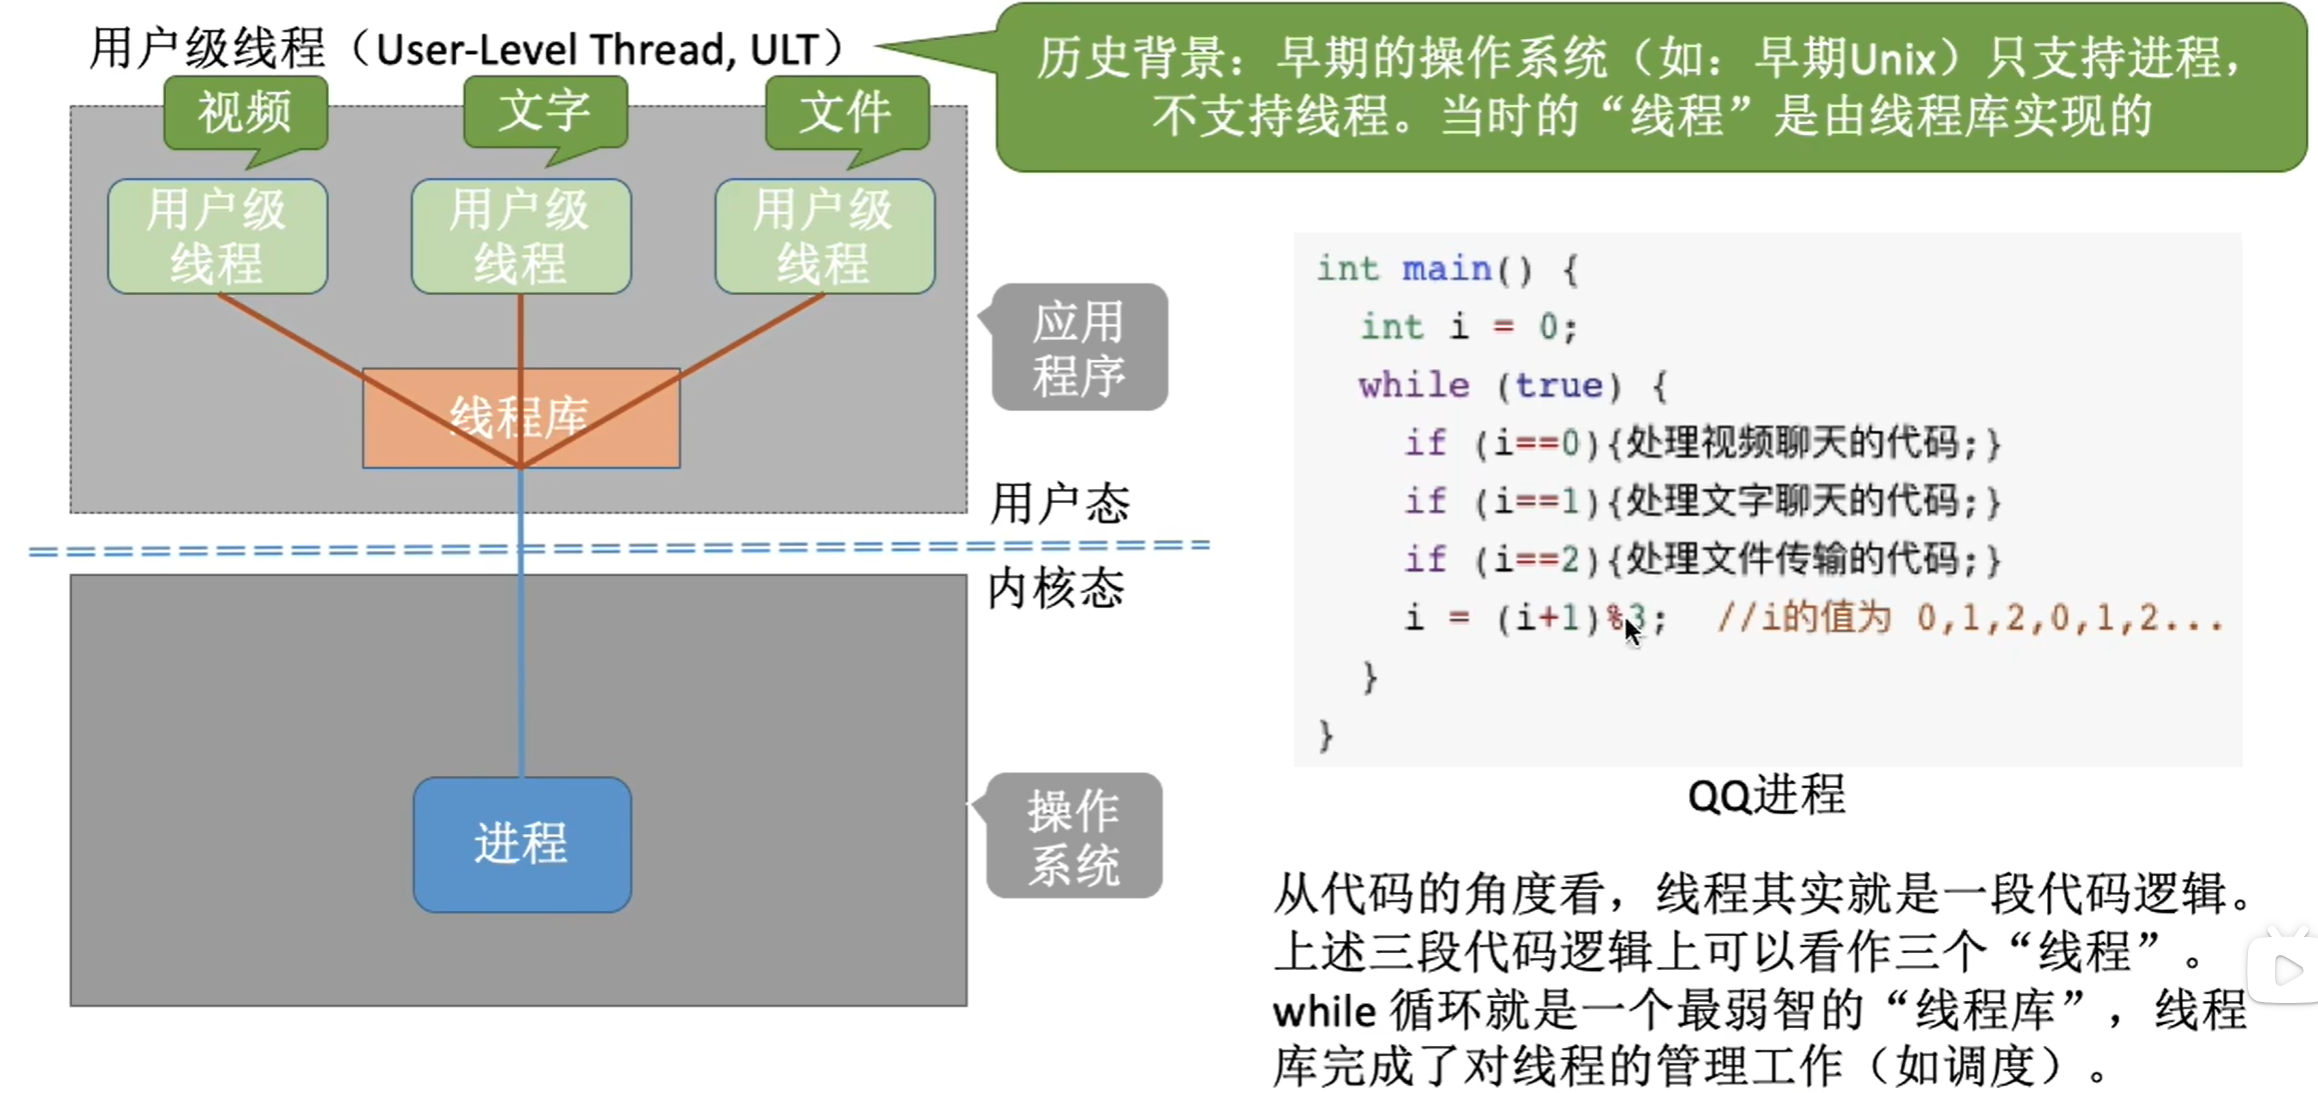 用户级线程（User-Level Thread, ULT）
历史背景：早期的操作系统（如：早期Unix）只支持进程，
不支持线程。当时的“线程”是由线程库实现的
视频
文字
文件
用户级
线程
用户级
线程
用户级
线程
线程库
应用
程序
用户态
内核态
进程
操作
系统
int main() {
int i = 0;
while (true) {
if (i==0){处理视频聊天的代码;}
if (i==1){处理文字聊天的代码;}
if (i==2){处理文件传输的代码;}
i = (i+1)%3; //i的值为 0,1,2,0,1,2...
}
}
QQ进程
从代码的角度看，线程其实就是一段代码逻辑。
上述三段代码逻辑上可以看作三个“线程”。
while 循环就是一个最弱智的“线程库”，线程
库完成了对线程的管理工作（如调度）。